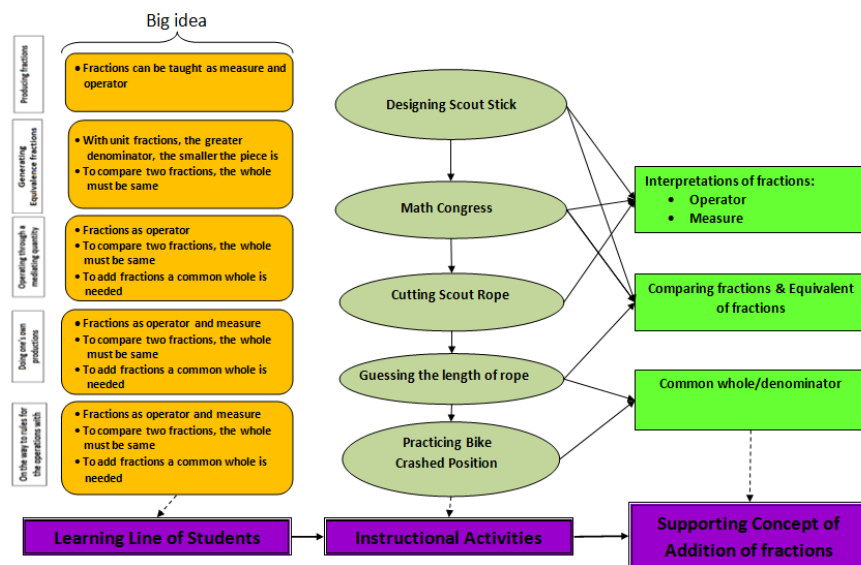 Big idea
Producing fractions
• Fractions can be taught as measure and
operator
Generating
Equivalence fractions
• With unit fractions, the greater
denominator, the smaller the piece is
• To compare two fractions, the whole
must be same
Operating through a
mediating quantity
• Fractions as operator
• To compare two fractions, the whole
must be same
• To add fractions a common whole is
needed
Doing one's own
productions
• Fractions as operator and measure
• To compare two fractions, the whole
must be same
• To add fractions a common whole is
needed
On the way to rules for
the operations with
• Fractions as operator and measure
• To compare two fractions, the whole
must be same
• To add fractions a common whole is
needed
Designing Scout Stick
Math Congress
Cutting Scout Rope
Guessing the length of rope
Practicing Bike
Crashed Position
Interpretations of fractions:
• Operator
• Measure
Comparing fractions & Equivalent
of fractions
Common whole/denominator
Learning Line of Students
Instructional Activities
Supporting Concept of
Addition of fractions